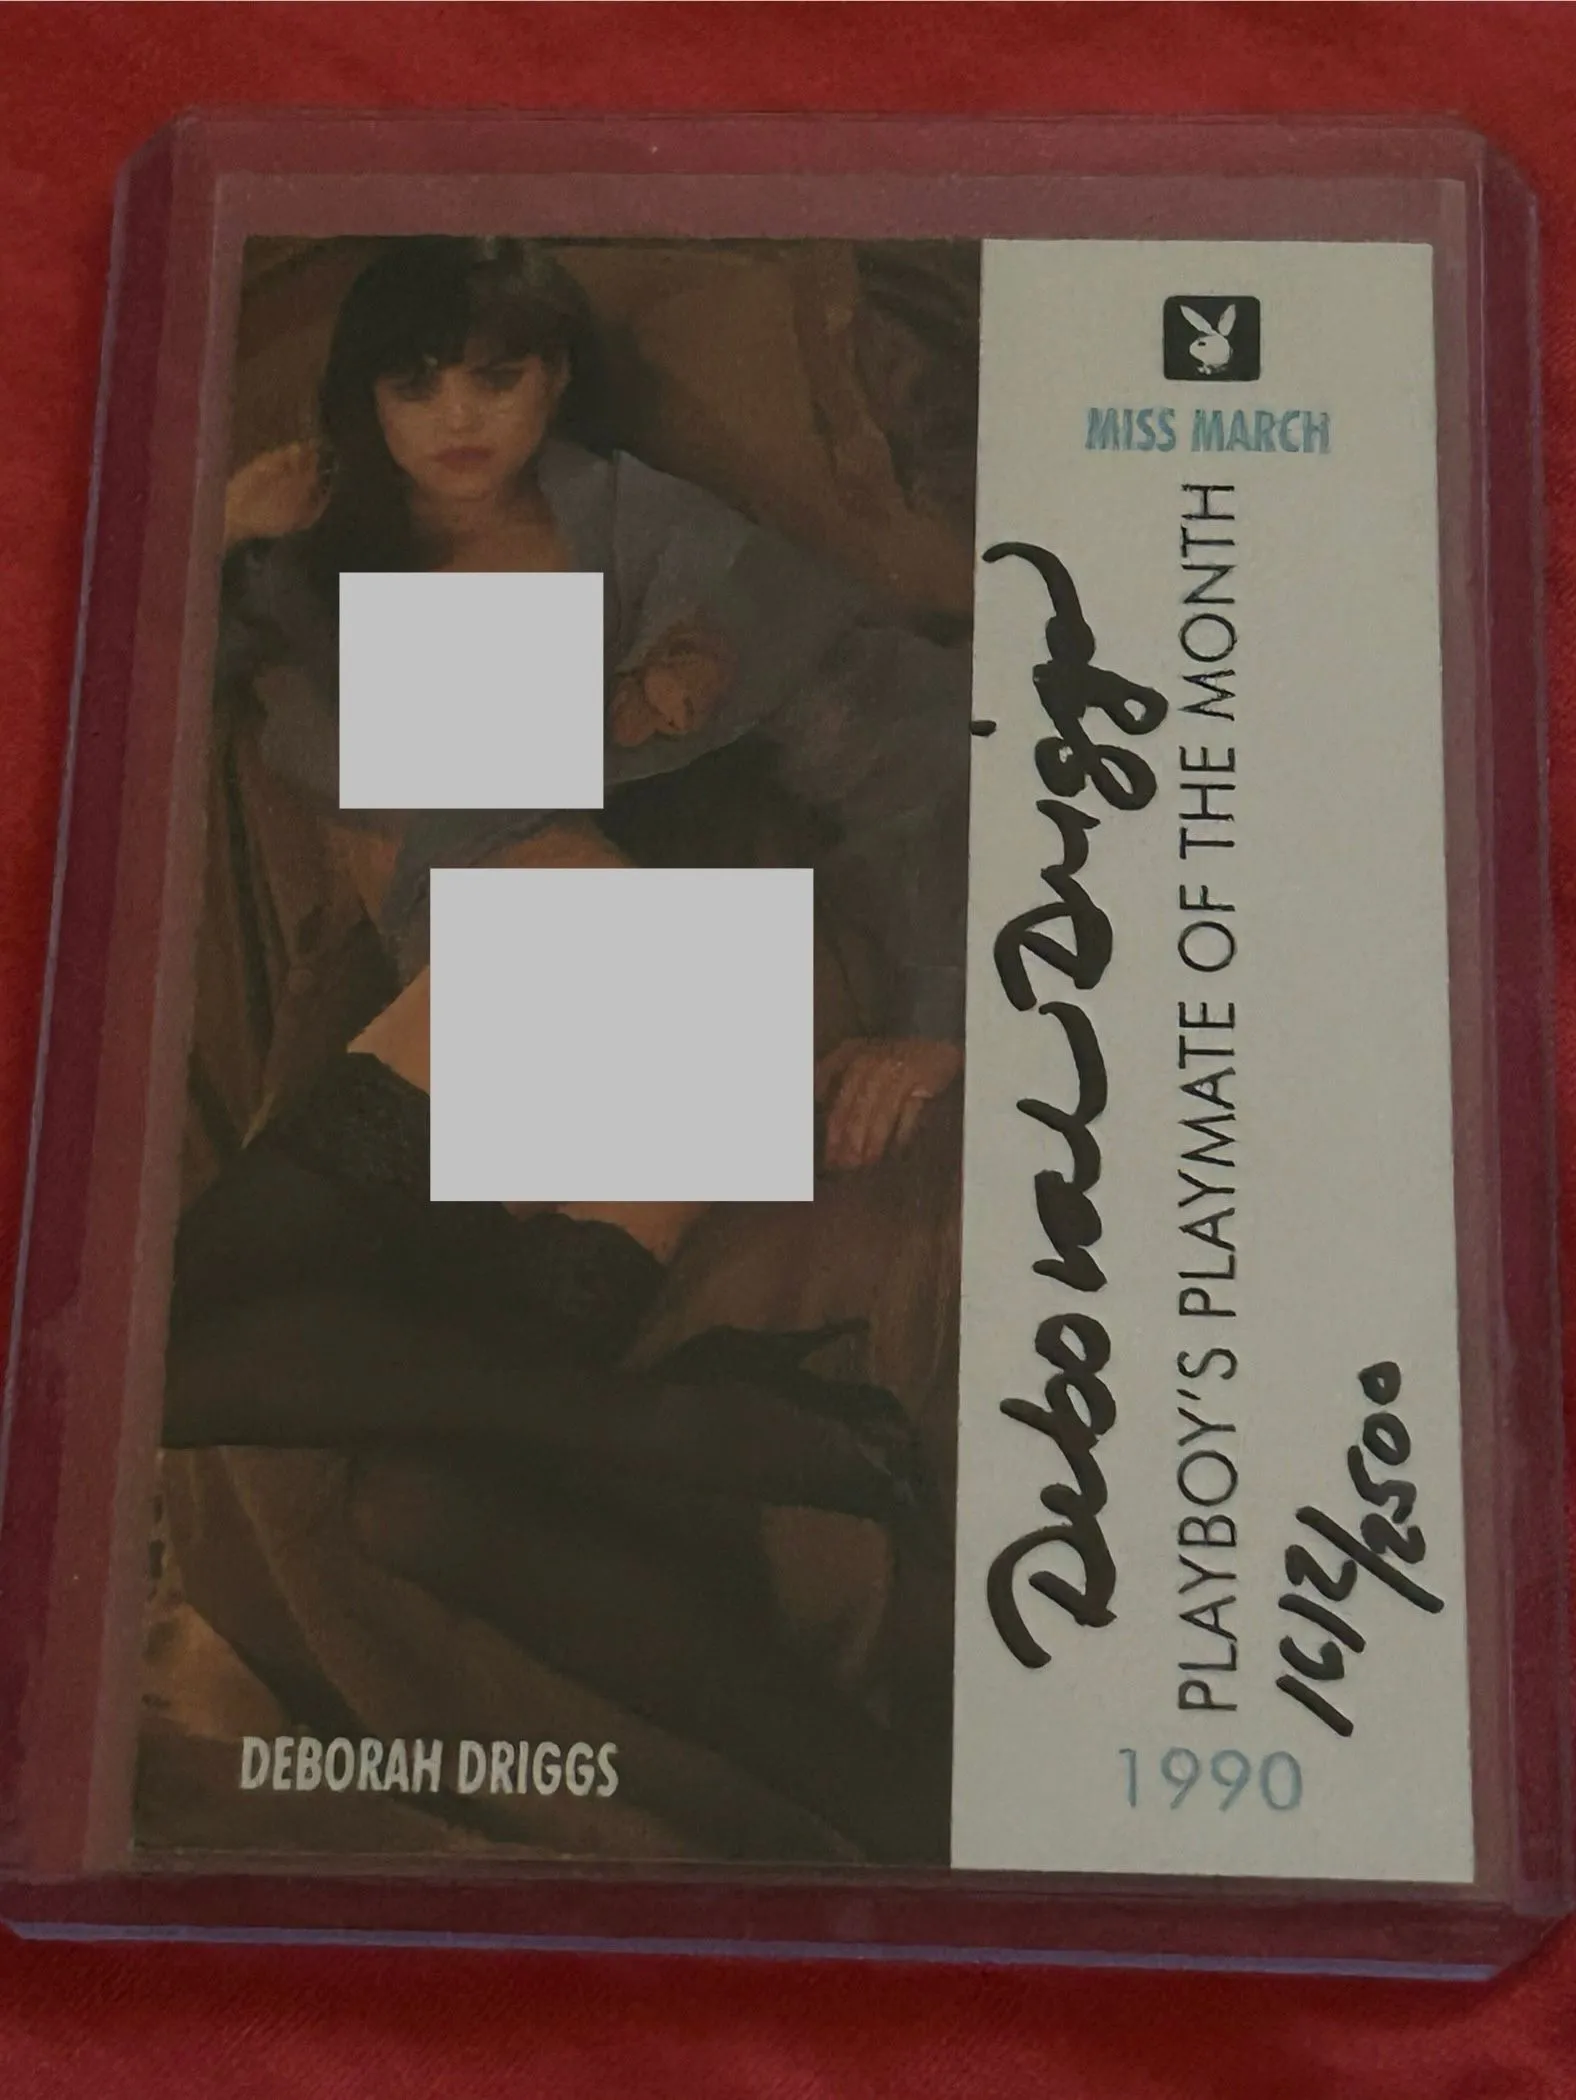 MISS MARCH
PLAYBOY'S PLAYMATE OF THE MONTH
Deborah Driggs
1612/2500
1990
DEBORAH DRIGGS